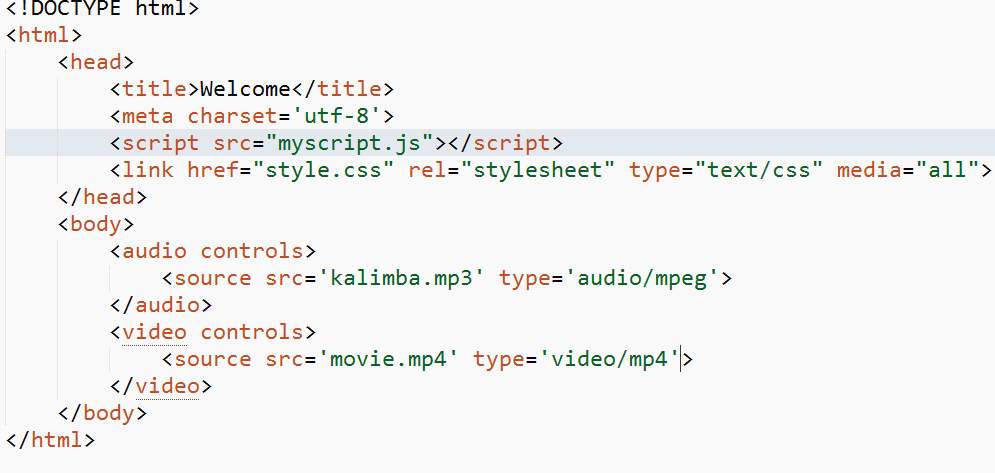 <!DOCTYPE html>
<html>
<head>
<title>Welcome</title>
<meta charset='utf-8'>
<script src="myscript.js"></script>
<link href="style.css" rel="stylesheet" type="text/css" media="all">
</head>
<body>
<audio controls>
<source src='kalimba.mp3' type='audio/mpeg'>
</audio>
<video controls>
<source src='movie.mp4' type='video/mp4'>
</video>
</body>
</html>